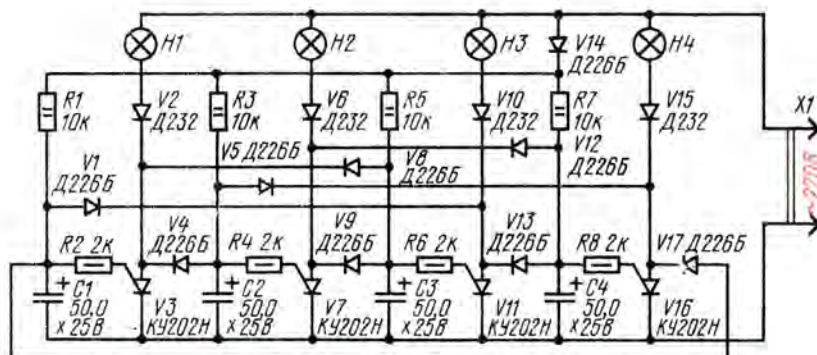 H1
H2
H3
V14
Д226Б
H4
R1
10к
V2
Д232
R3
10к
V6
Д232
R5
10к
V10
Д232
R7
10к
V15
Д232
X1
V1
Д226Б
V5 Д226Б
V8
Д226Б
V12
Д226Б
~220В
R2 2к
V4
Д226Б
R4 2к
V9
Д226Б
R6 2к
V13
Д226Б
R8 2к
V17 Д226Б
+ C1
50,0
×25В
V3
КУ202Н
+ C2
50,0
×25В
V7
КУ202Н
+ C3
50,0
×25В
V11
КУ202Н
+ C4
50,0
×25В
V16
КУ202Н